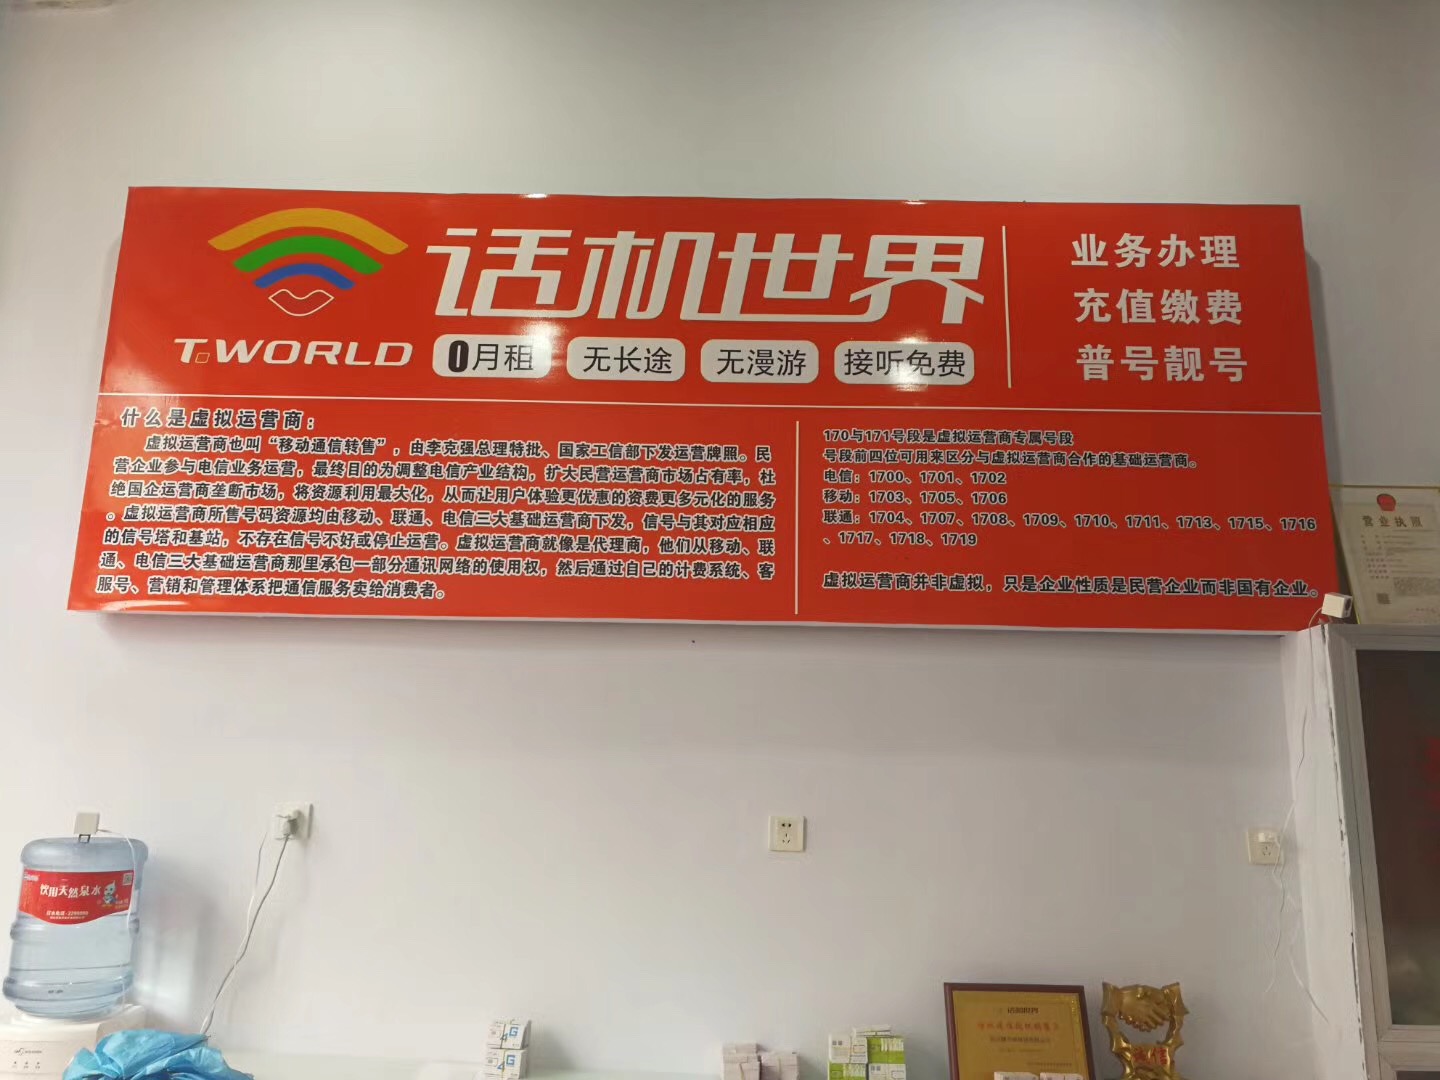 话机世界
T.WORLD
0月租 无长途 无漫游 接听免费
业务办理
充值缴费
普号靓号
什么是虚拟运营商:
虚拟运营商也叫“移动通信转售”,由李克强总理特批、国家工信部下发运营牌照。民
营企业参与电信业务运营,最终目的为调整电信产业结构,扩大民营运营商市场占有率,杜
绝国企运营商垄断市场,将资源利用最大化,从而让用户体验更优惠的资费更多元化的服务
。虚拟运营商所售号码资源均由移动、联通、电信三大基础运营商下发,信号与其对应相应
的信号塔和基站,不存在信号不好或停止运营。虚拟运营商就像是代理商,他们从移动、联
通、电信三大基础运营商那里承包一部分通讯网络的使用权,然后通过自己的计费系统、客
服号、营销和管理体系把通信服务卖给消费者。
170与171号段是虚拟运营商专属号段
号段前四位可用来区分与虚拟运营商合作的基础运营商。
电信:1700、1701、1702
移动:1703、1705、1706
联通:1704、1707、1708、1709、1710、1711、1713、1715、1716
、1717、1718、1719
虚拟运营商并非虚拟,只是企业性质是民营企业而非国有企业。
营业执照
饮用天然泉水
话机世界
诚信
4G
4G